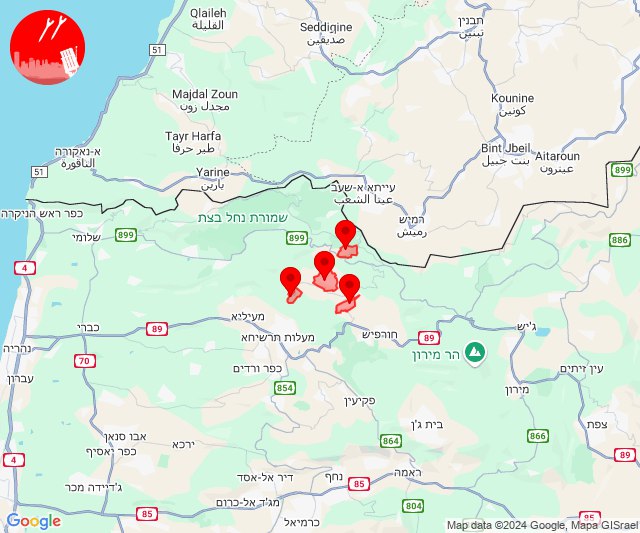 Qlaileh
القليلة
Seddigine
صديقين
תבנין
تبنين
51
Majdal Zoun
مجدل زون
Kounine
كونين
Tayr Harfa
طير حرفا
א-נאקורה
الناقورة
Bint Jbeil
بنت جبيل
Aitaroun
عيترون
51
Yarine
يارين
899
עייתא א-שעב
عيتا الشعب
כפר ראש הניקרה
שמורת נחל בצת
רמיש
رميش
שלומי
899
899
886
4
מעיליא
כברי
89
חורפיש
89
ג'יש
נהריה
מעלות תרשיחא
הר מירון
70
עברון
כפר ורדים
עין זיתים
854
מירון
פקיעין
בית ג'ן
צפת
אבו סנאן
ירכא
864
866
כפר יאסיף
89
4
ראמה
נחף
דיר אל-אסד
85
ג'דיידה מכר
85
מג'ד אל-כרום
804
85
כרמיאל
Google
Map data ©2024 Google, Mapa GISrael